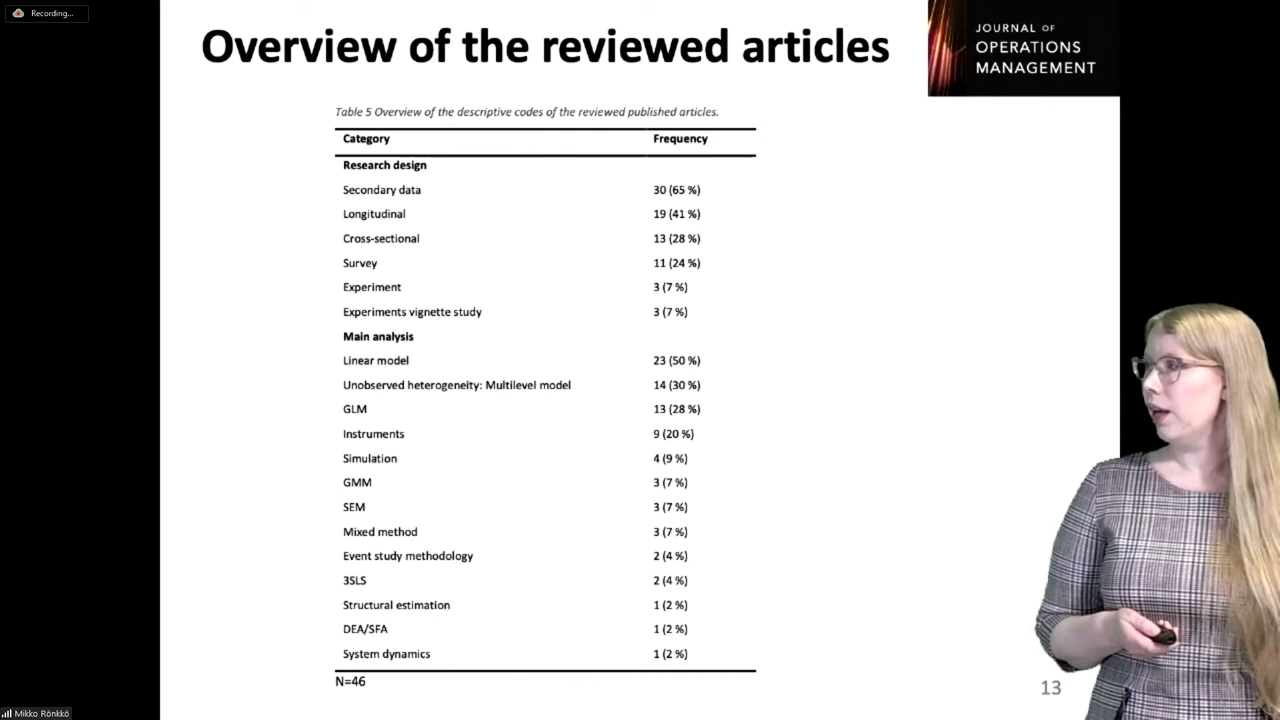 Recording...
Overview of the reviewed articles
JOURNAL OF
OPERATIONS
MANAGEMENT
Table 5 Overview of the descriptive codes of the reviewed published articles.
Category Frequency
Research design
Secondary data 30 (65 %)
Longitudinal 19 (41 %)
Cross-sectional 13 (28 %)
Survey 11 (24 %)
Experiment 3 (7 %)
Experiments vignette study 3 (7 %)
Main analysis
Linear model 23 (50 %)
Unobserved heterogeneity: Multilevel model 14 (30 %)
GLM 13 (28 %)
Instruments 9 (20 %)
Simulation 4 (9 %)
GMM 3 (7 %)
SEM 3 (7 %)
Mixed method 3 (7 %)
Event study methodology 2 (4 %)
3SLS 2 (4 %)
Structural estimation 1 (2 %)
DEA/SFA 1 (2 %)
System dynamics 1 (2 %)
N=46
13
Mikko Rönkkö